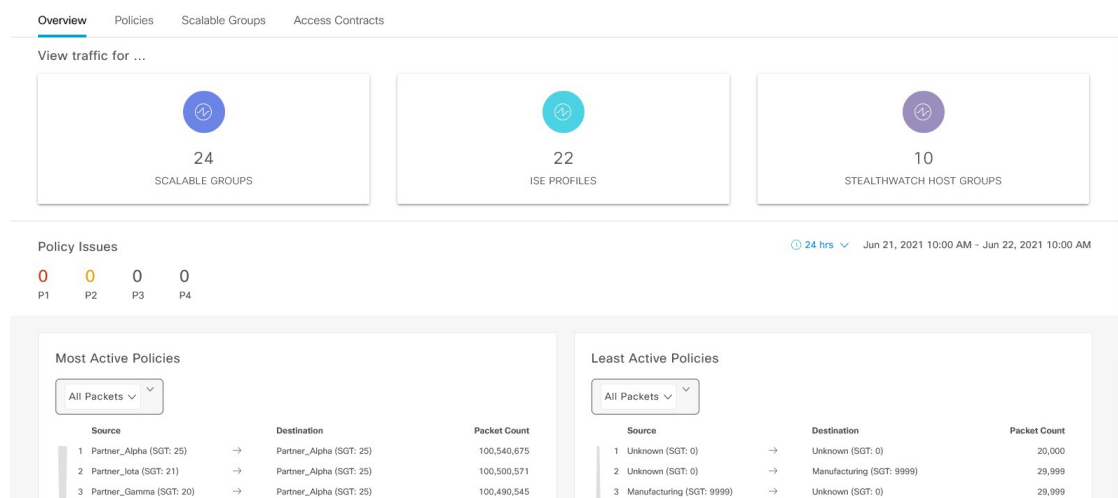 Overview Policies Scalable Groups Access Contracts
View traffic for ...
24
SCALABLE GROUPS
22
ISE PROFILES
10
STEALTHWATCH HOST GROUPS
Policy Issues
24 hrs Jun 21, 2021 10:00 AM - Jun 22, 2021 10:00 AM
0 0 0 0
P1 P2 P3 P4
Most Active Policies
All Packets
Source Destination Packet Count
1 Partner_Alpha (SGT: 25) → Partner_Alpha (SGT: 25) 100,540,675
2 Partner_Iota (SGT: 21) → Partner_Alpha (SGT: 25) 100,500,571
3 Partner_Gamma (SGT: 20) → Partner_Alpha (SGT: 25) 100,490,545
Least Active Policies
All Packets
Source Destination Packet Count
1 Unknown (SGT: 0) → Unknown (SGT: 0) 20,000
2 Unknown (SGT: 0) → Manufacturing (SGT: 9999) 29,999
3 Manufacturing (SGT: 9999) → Unknown (SGT: 0) 29,999